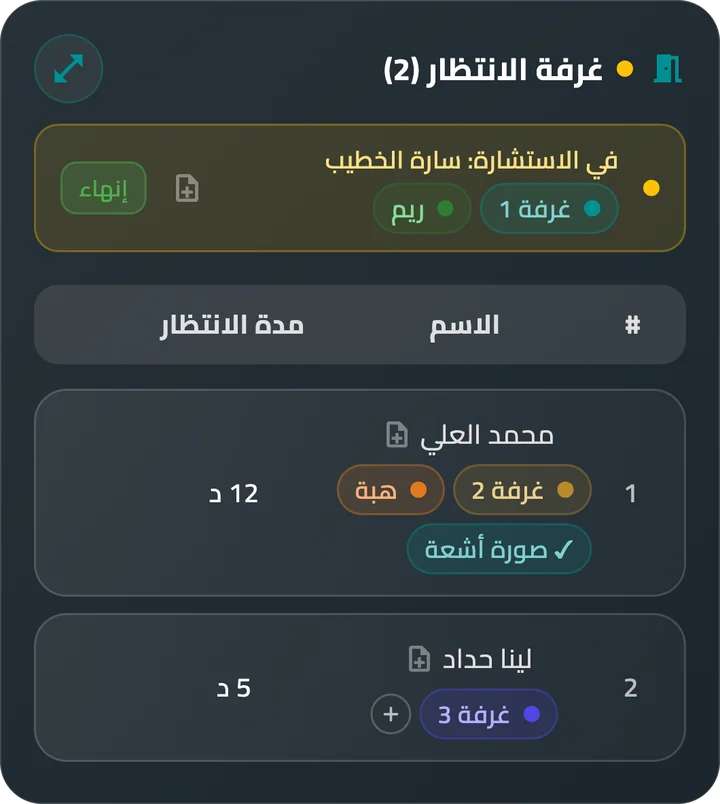 غرفة الانتظار (2)
في الاستشارة: سارة الخطيب
غرفة 1 ريم إنهاء
# الاسم مدة الانتظار
محمد العلي
1 غرفة 2 هبة 12 د
✓ صورة أشعة
لينا حداد
2 غرفة 3 + 5 د